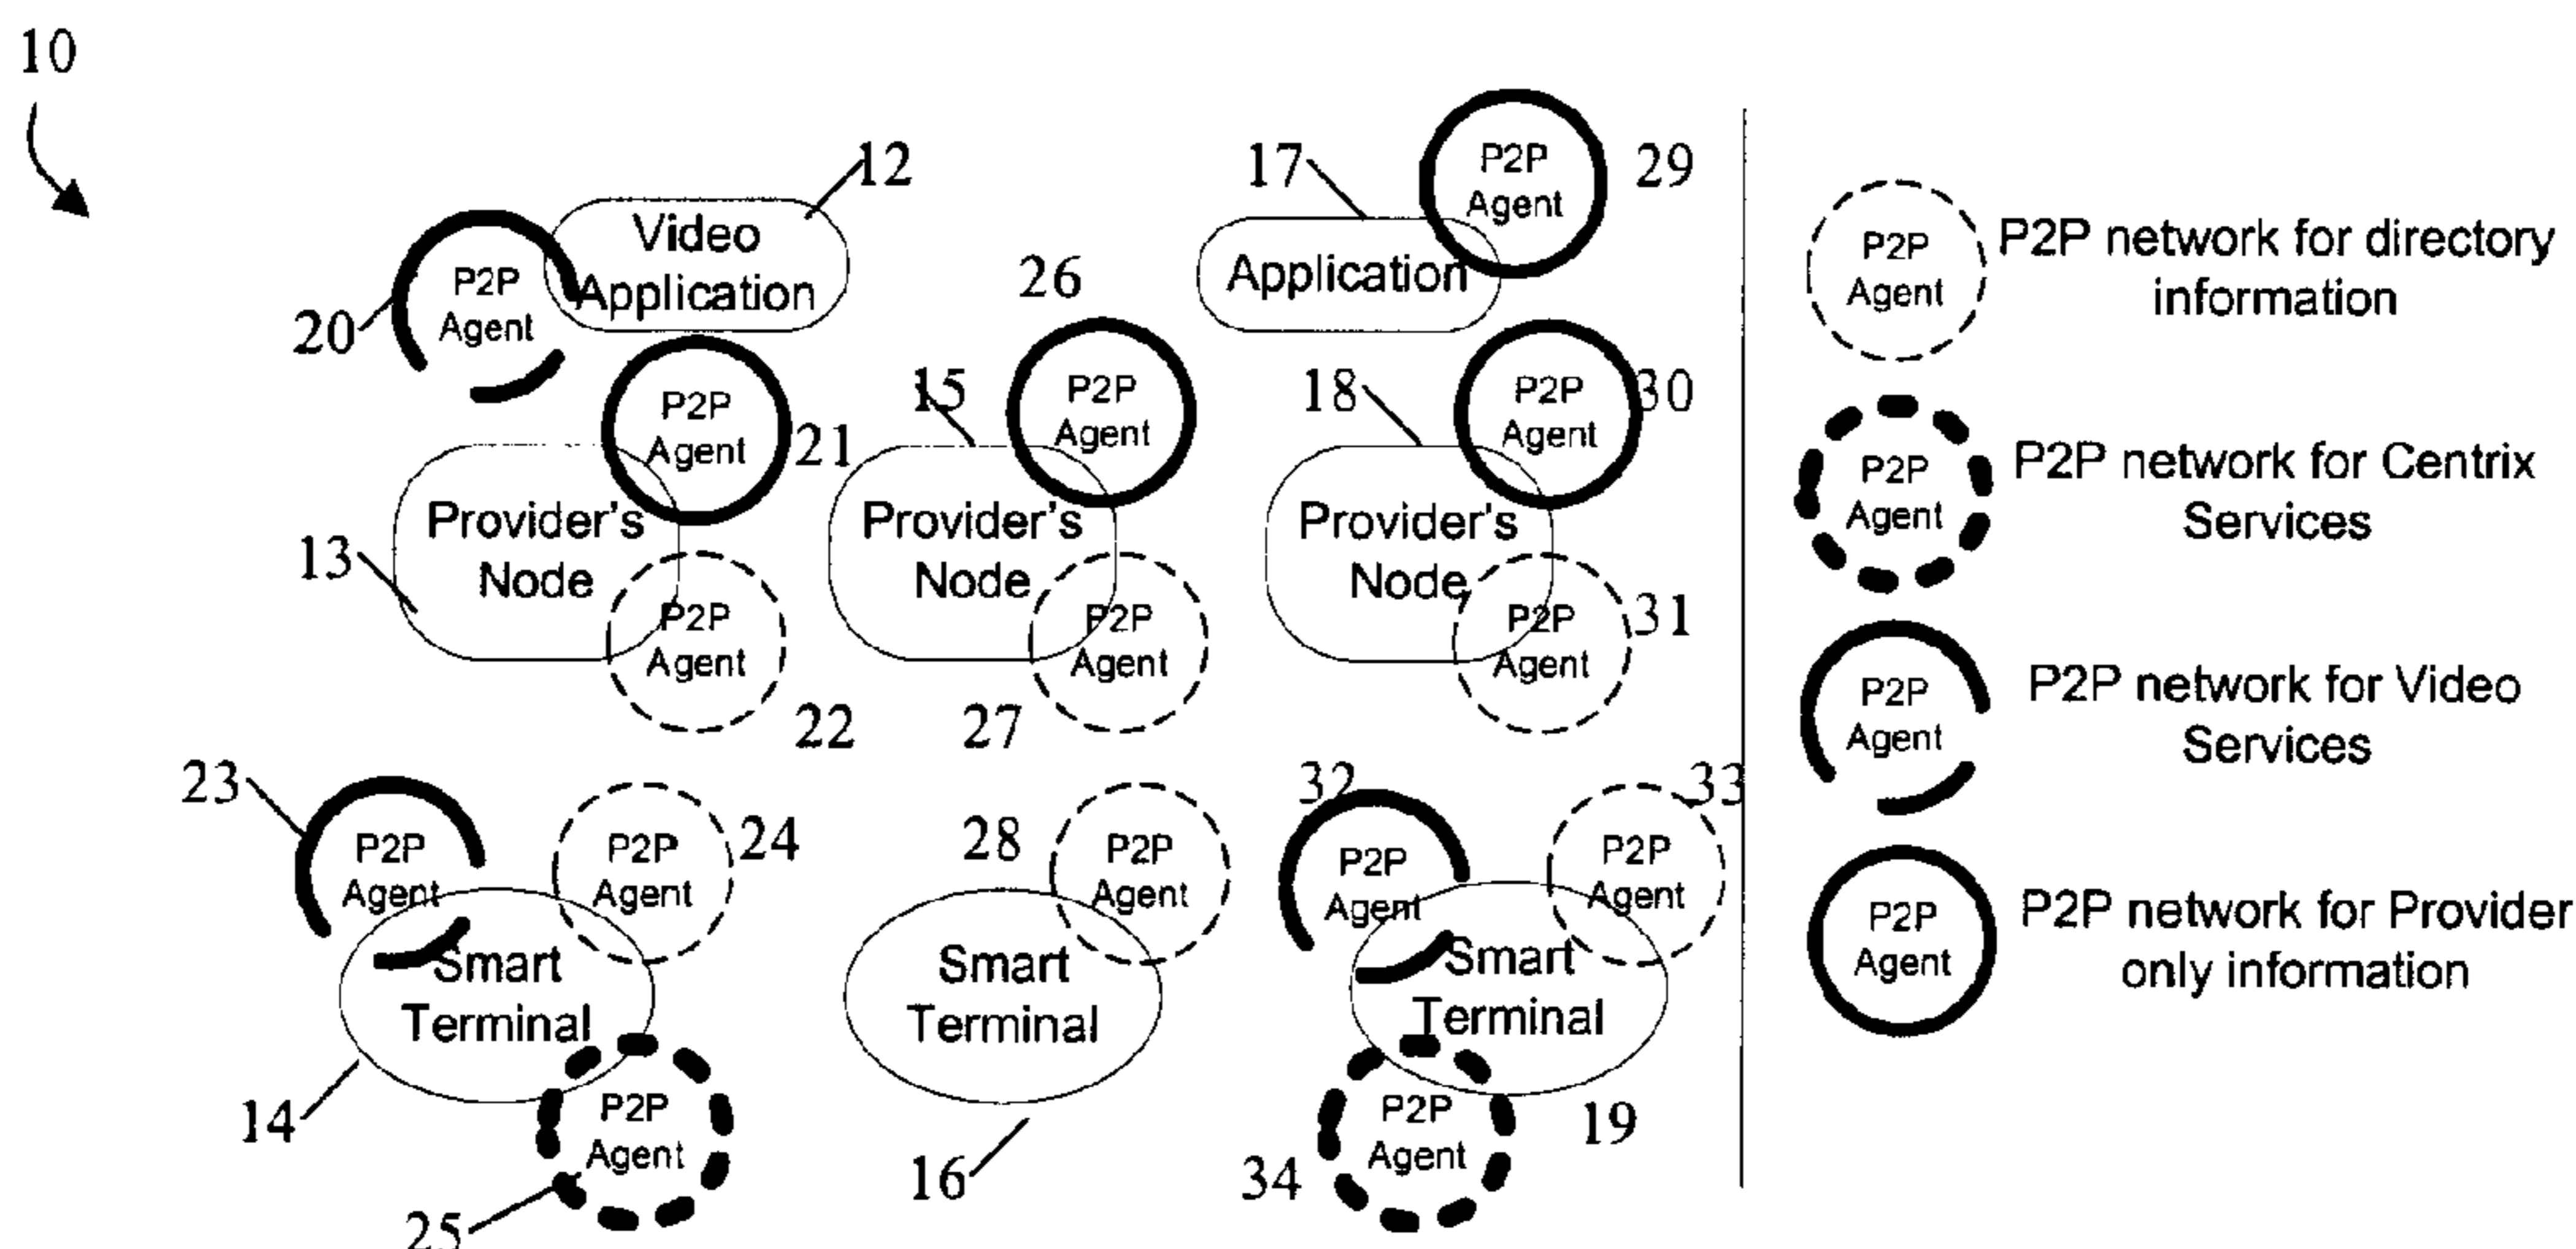 10
12
Video
Application
P2P
Agent
20
17
Application
P2P
Agent
29
P2P
Agent
21
Provider's
Node
13
P2P
Agent
22
26
P2P
Agent
15
Provider's
Node
P2P
Agent
27
18
P2P
Agent
30
Provider's
Node
P2P
Agent
31
23
P2P
Agent
P2P
Agent
24
Smart
Terminal
14
P2P
Agent
25
28
P2P
Agent
Smart
Terminal
16
32
P2P
Agent
33
P2P
Agent
Smart
Terminal
19
P2P
Agent
34
P2P
Agent
P2P network for directory
information
P2P
Agent
P2P network for Centrix
Services
P2P
Agent
P2P network for Video
Services
P2P
Agent
P2P network for Provider
only information